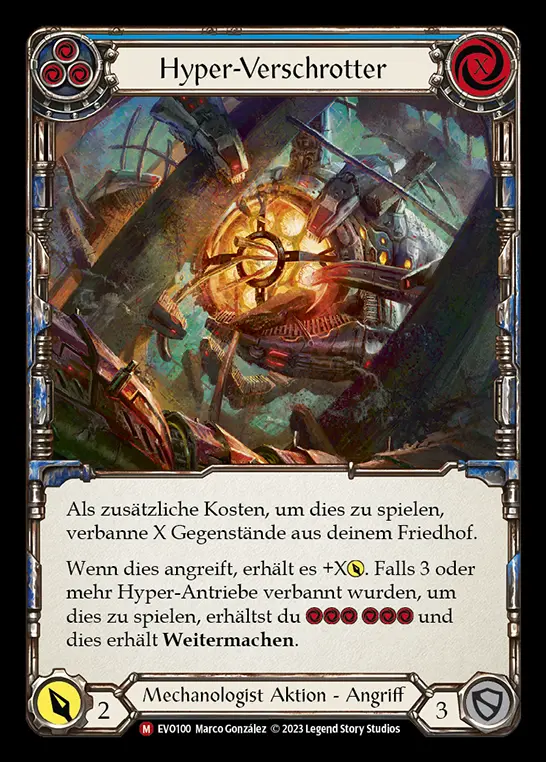 Hyper-Verschrotter
X
Als zusätzliche Kosten, um dies zu spielen,
verbanne X Gegenstände aus deinem Friedhof.
Wenn dies angreift, erhält es +X. Falls 3 oder
mehr Hyper-Antriebe verbannt wurden, um
dies zu spielen, erhältst du und
dies erhält Weitermachen.
2
Mechanologist Aktion - Angriff
3
M EVO100 Marco González © 2023 Legend Story Studios